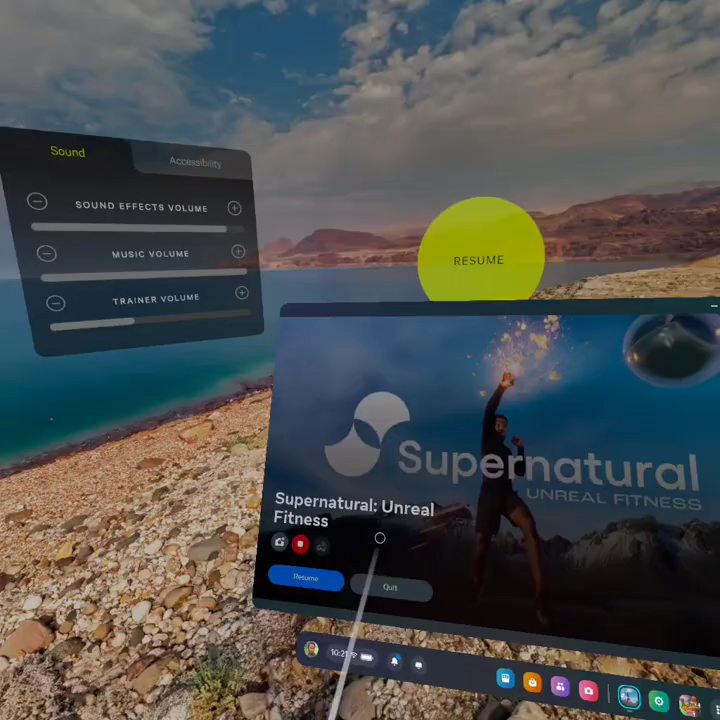 Sound
Accessibility
SOUND EFFECTS VOLUME
MUSIC VOLUME
TRAINER VOLUME
RESUME
Supernatural
UNREAL FITNESS
Supernatural: Unreal
Fitness
Resume
Quit
10:21